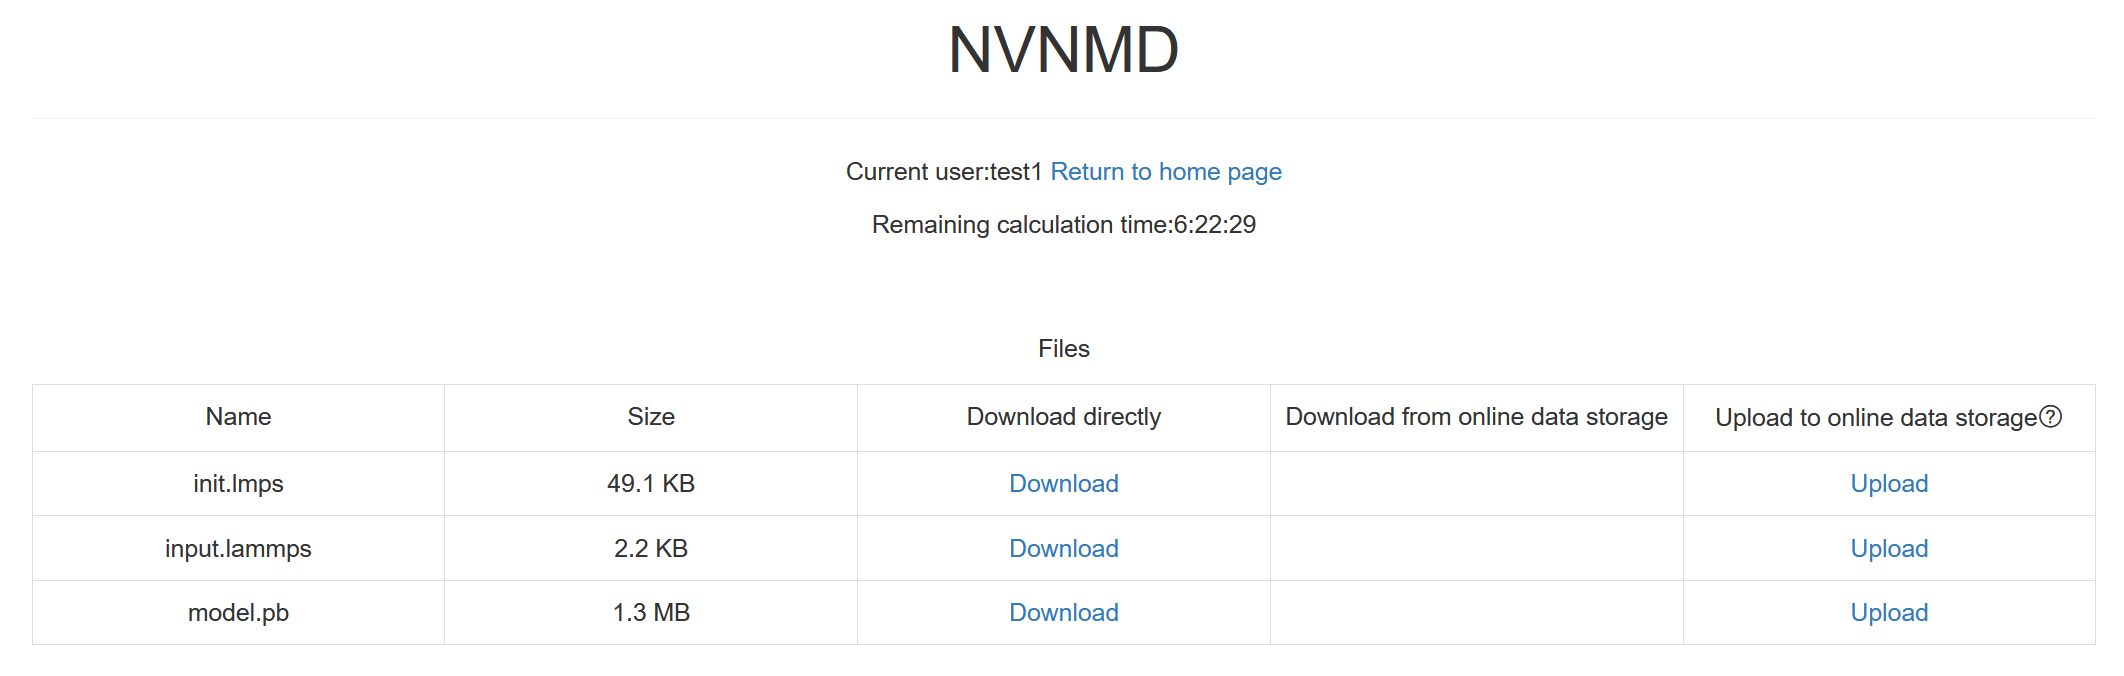 NVNMD
Current user:test1 Return to home page
Remaining calculation time:6:22:29
Files
Name Size Download directly Download from online data storage Upload to online data storage?
init.lmps 49.1 KB Download Upload
input.lammps 2.2 KB Download Upload
model.pb 1.3 MB Download Upload